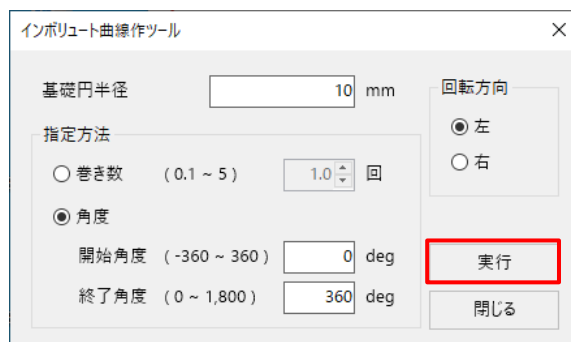 インボリュート曲線作ツール
基礎円半径 10 mm
指定方法
巻き数 ( 0.1 ~ 5 ) 1.0 回
角度
開始角度 ( -360 ~ 360 ) 0 deg
終了角度 ( 0 ~ 1,800 ) 360 deg
回転方向
左
右
実行
閉じる